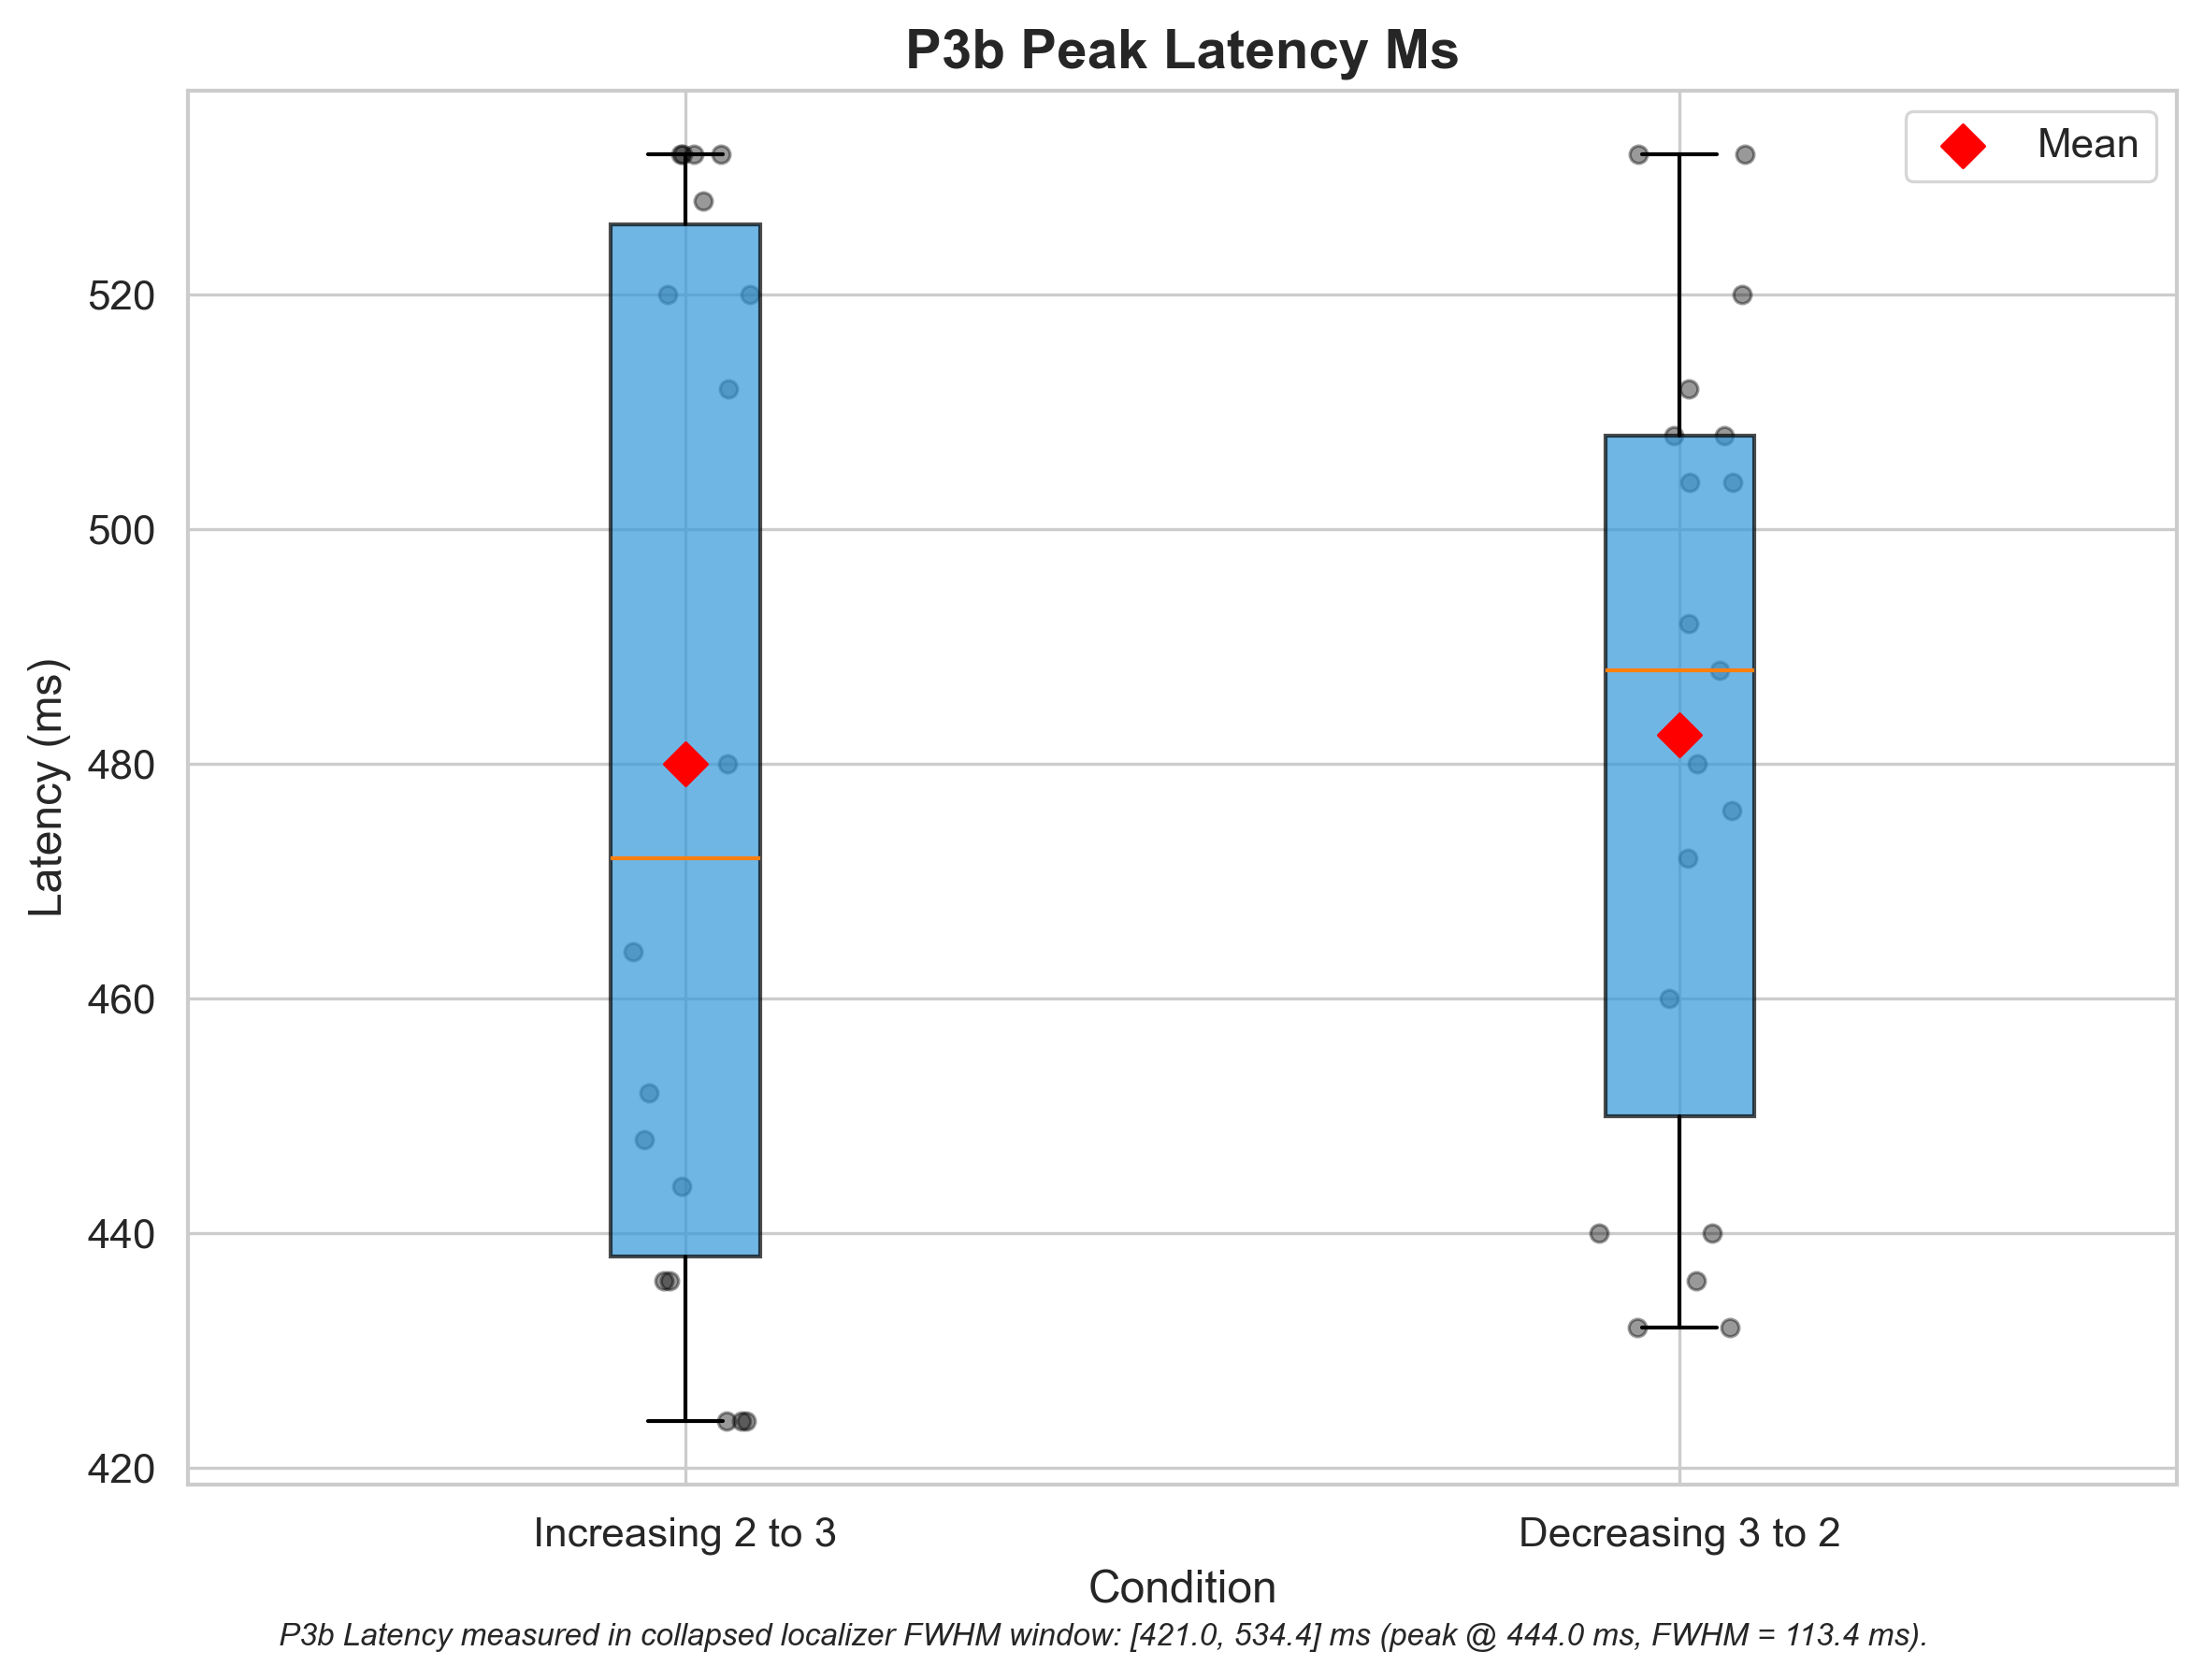 P3b Peak Latency Ms
Mean
Latency (ms)
520
500
480
460
440
420
Increasing 2 to 3
Decreasing 3 to 2
Condition
P3b Latency measured in collapsed localizer FWHM window: [421.0, 534.4] ms (peak @ 444.0 ms, FWHM = 113.4 ms).